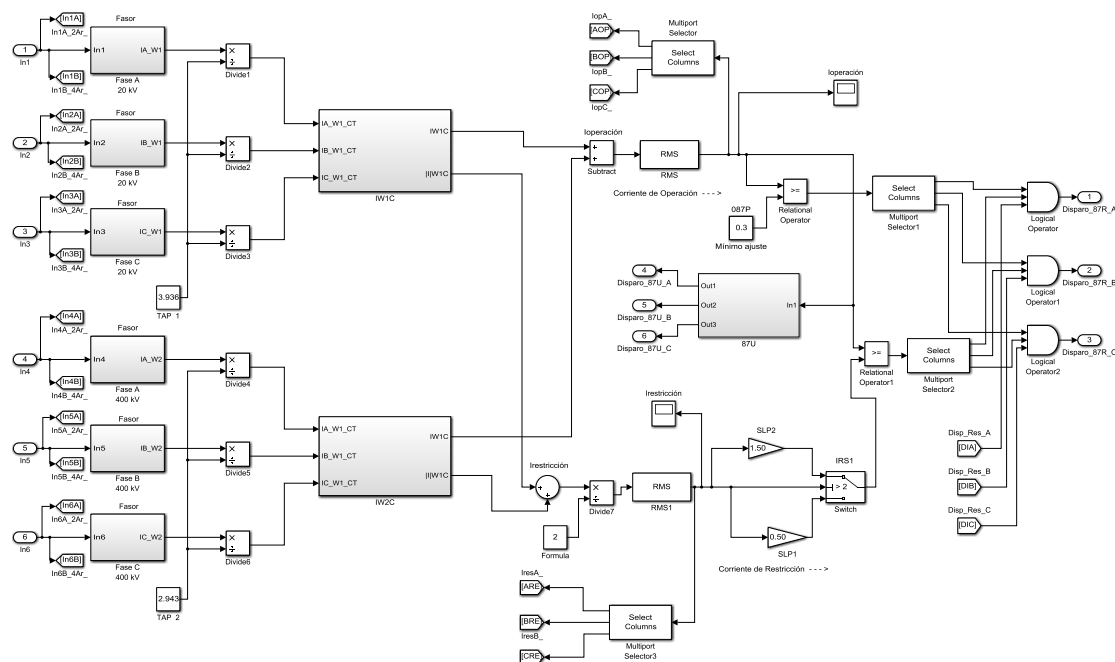 [In1A]
In1A_2Ar_
1
In1
[In1B]
In1B_4Ar_
Fasor
In1
IA_W1
Fase A
20 kV
×
÷
Divide1
[In2A]
In2A_2Ar_
2
In2
[In2B]
In2B_4Ar_
Fasor
In2
IB_W1
Fase B
20 kV
×
÷
Divide2
[In3A]
In3A_2Ar_
3
In3
[In3B]
In3B_4Ar_
Fasor
In3
IC_W1
Fase C
20 kV
×
÷
Divide3
3.936
TAP 1
IA_W1_CT
IB_W1_CT
IC_W1_CT
IW1C
|I|W1C
IW1C
[In4A]
In4A_2Ar_
4
In4
[In4B]
In4B_4Ar_
Fasor
In4
IA_W2
Fase A
400 kV
×
÷
Divide4
[In5A]
In5A_2Ar_
5
In5
[In5B]
In5B_4Ar_
Fasor
In5
IB_W2
Fase B
400 kV
×
÷
Divide5
[In6A]
In6A_2Ar_
6
In6
[In6B]
In6B_4Ar_
Fasor
In6
IC_W2
Fase C
400 kV
×
÷
Divide6
2.943
TAP 2
IA_W1_CT
IB_W1_CT
IC_W1_CT
IW1C
|I|W1C
IW2C
IopA_
[AOP]
[BOP]
IopB_
[COP]
IopC_
Multiport
Selector
Select
Columns
Ioperación
Ioperación
+
+
Subtract
RMS
RMS
Corriente de Operación - - - >
087P
0.3
Mínimo ajuste
>=
Relational
Operator
Select
Columns
Multiport
Selector1
Logical
Operator
1
Disparo_87R_A
Logical
Operator1
2
Disparo_87R_B
Logical
Operator2
3
Disparo_87R_C
4
Disparo_87U_A
5
Disparo_87U_B
6
Disparo_87U_C
Out1
Out2
Out3
In1
87U
>=
Relational
Operator1
Select
Columns
Multiport
Selector2
Irestricción
Irestricción
+
+
×
÷
Divide7
2
Formula
RMS
RMS1
SLP2
1.50
0.50
SLP1
IRS1
> 2
Switch
Corriente de Restricción - - - >
Disp_Res_A
[DIA]
Disp_Res_B
[DIB]
Disp_Res_C
[DIC]
IresA_
[ARE]
[BRE]
IresB_
[CRE]
Select
Columns
Multiport
Selector3